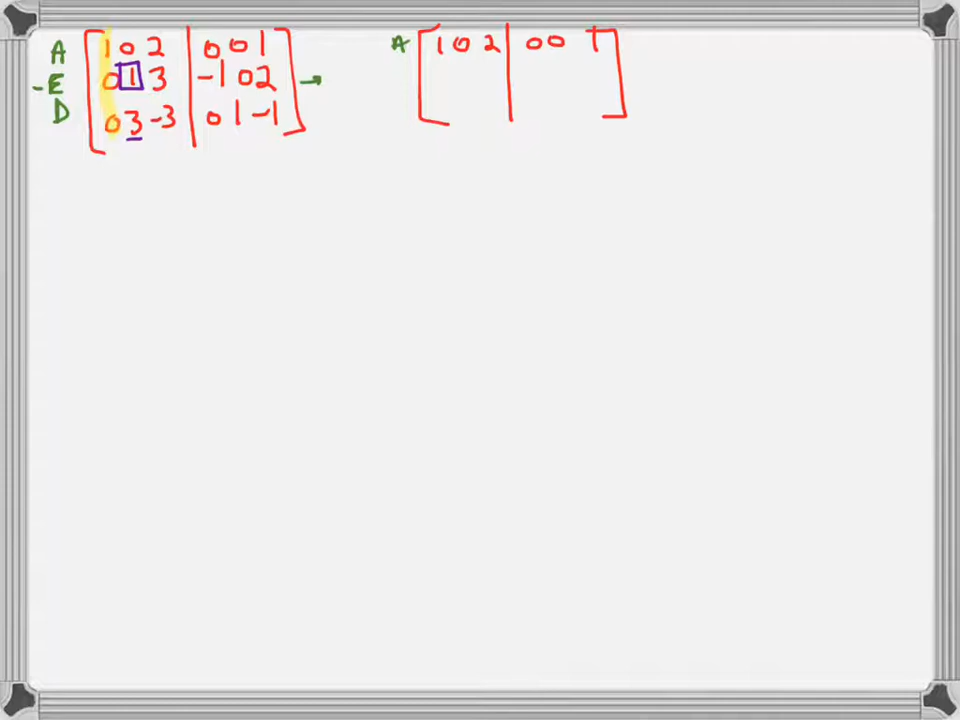 A [ 1 0 2 | 0 0 1 ] A [ 1 0 2 | 0 0 1 ]
-E [ 0 1 3 | -1 0 2 ] →
D [ 0 3 -3 | 0 1 -1 ]